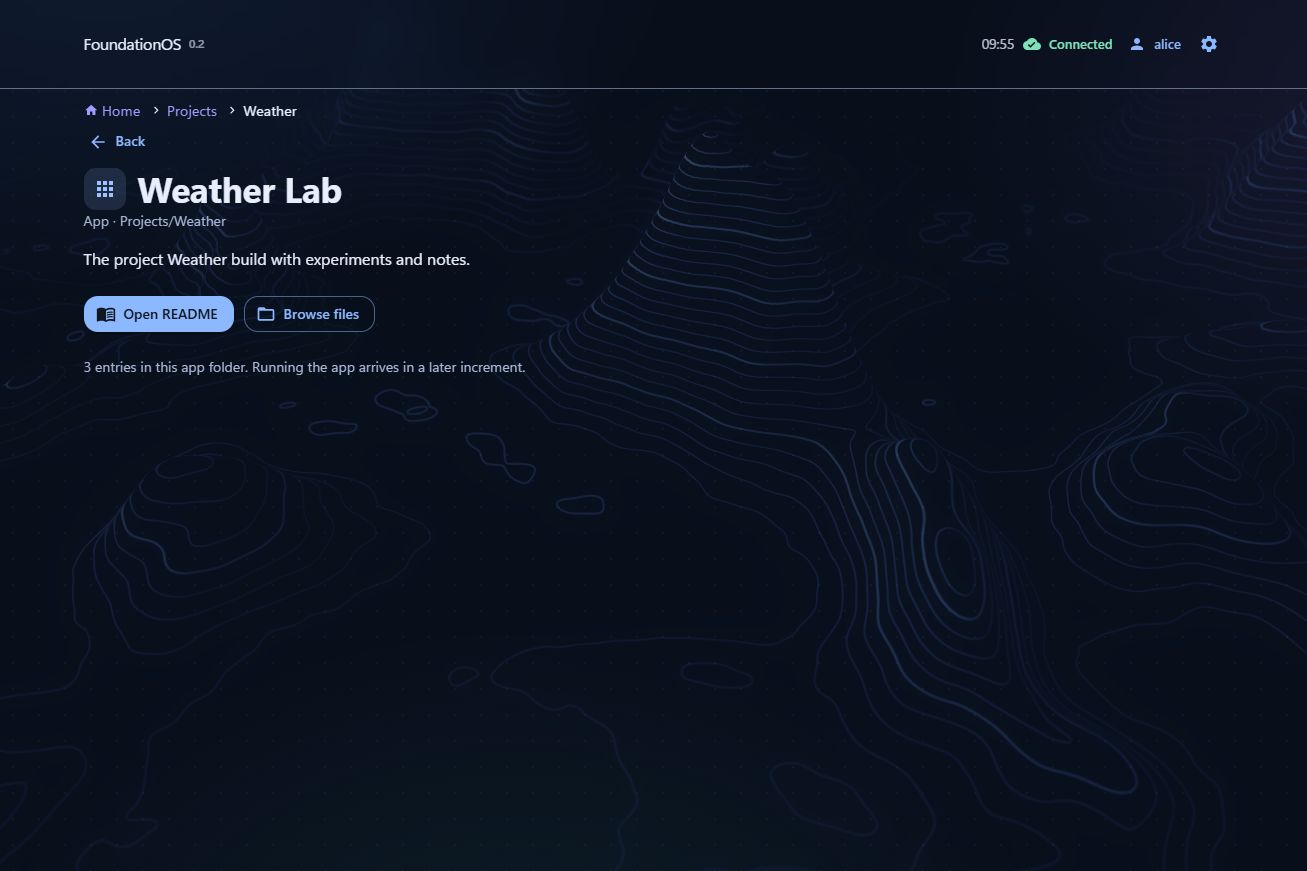 FoundationOS 0.2
09:55 Connected alice
Home Projects Weather
Back
Weather Lab
App · Projects/Weather
The project Weather build with experiments and notes.
Open README Browse files
3 entries in this app folder. Running the app arrives in a later increment.